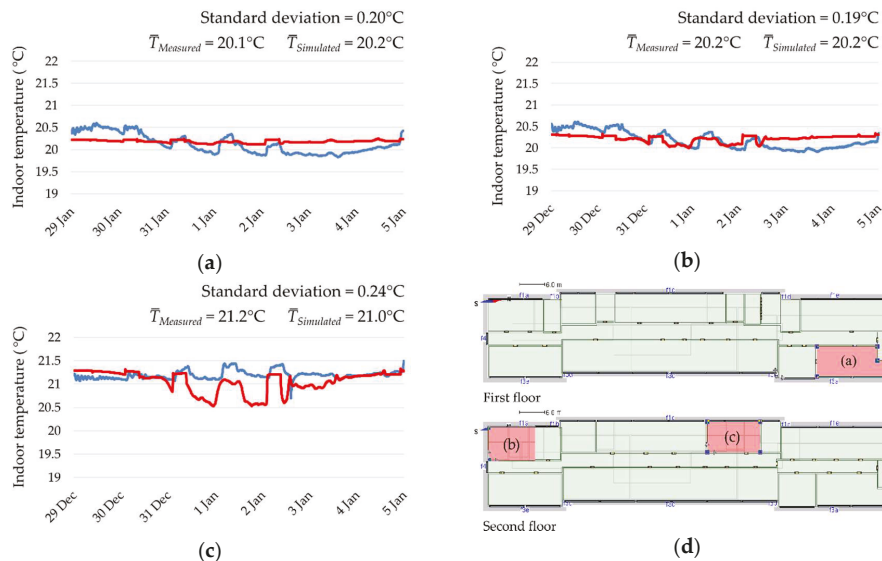 Standard deviation = 0.20°C
T̅Measured = 20.1°C T̅Simulated = 20.2°C
Indoor temperature (°C)
22
21.5
21
20.5
20
19.5
19
29 Jan
30 Jan
31 Jan
1 Jan
2 Jan
3 Jan
4 Jan
5 Jan
(a)
Standard deviation = 0.19°C
T̅Measured = 20.2°C T̅Simulated = 20.2°C
Indoor temperature (°C)
22
21.5
21
20.5
20
19.5
19
29 Dec
30 Dec
31 Dec
1 Jan
2 Jan
3 Jan
4 Jan
5 Jan
(b)
Standard deviation = 0.24°C
T̅Measured = 21.2°C T̅Simulated = 21.0°C
Indoor temperature (°C)
22
21.5
21
20.5
20
19.5
19
29 Dec
30 Dec
31 Dec
1 Jan
2 Jan
3 Jan
4 Jan
5 Jan
(c)
(a)
First floor
(b)
(c)
Second floor
(d)